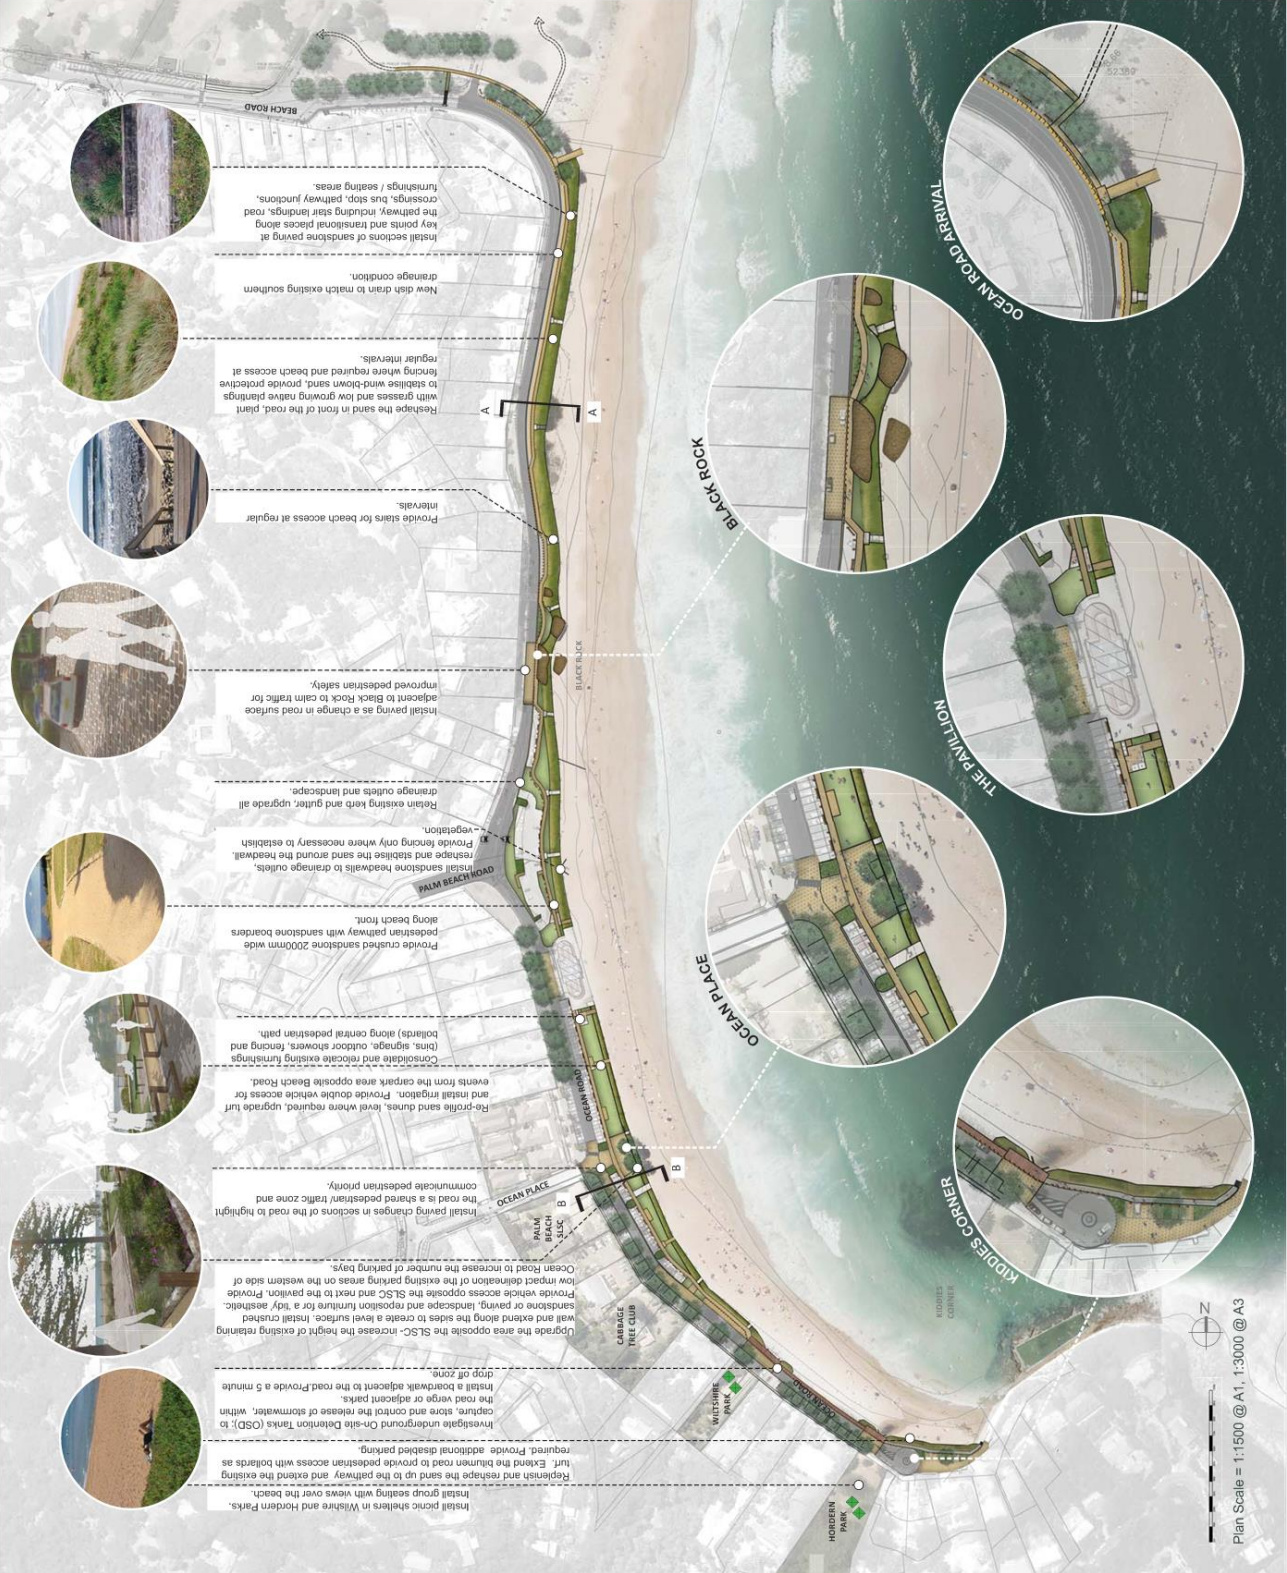 Install picnic shelters in Wilshire and Hordern Parks.
Install group seating with views over the beach.
Replenish and reshape the sand up to the pathway and extend the existing
turf. Extend the bitumen road to provide pedestrian access with bollards as
required. Provide additional disabled parking.
Investigate underground On-site Detention Tanks (OSD); to
capture, store and control the release of stormwater, within
the road verge or adjacent parks.
Install a boardwalk adjacent to the road.Provide a 5 minute
drop off zone.
Upgrade the area opposite the SLSC- increase the height of existing retaining
wall and extend along the sides to create a level surface. Install crushed
sandstone or paving, landscape and reposition furniture for a 'tidy' aesthetic.
Provide vehicle access opposite the SLSC and next to the pavilion. Provide
low impact delineation of the existing parking areas on the western side of
Ocean Road to increase the number of parking bays.
Install paving changes in sections of the road to highlight
the road is a shared pedestrian/ traffic zone and
communicate pedestrian priority.
Re-profile sand dunes, level where required, upgrade turf
and install irrigation. Provide double vehicle access for
events from the carpark area opposite Beach Road.
Consolidate and relocate existing furnishings
(bins, signage, outdoor showers, fencing and
bollards) along central pedestrian path.
Provide crushed sandstone 2000mm wide
pedestrian pathway with sandstone boarders
along beach front.
Install sandstone headwalls to drainage outlets,
reshape and stabilise the sand around the headwall.
Provide fencing only where necessary to establish
vegetation.
Retain existing kerb and gutter, upgrade all
drainage outlets and landscape.
Install paving as a change in road surface
adjacent to Black Rock to calm traffic for
improved pedestrian safety.
Provide stairs for beach access at regular
intervals.
Reshape the sand in front of the road, plant
with grasses and low growing native plantings
to stabilise wind-blown sand, provide protective
fencing where required and beach access at
regular intervals.
New dish drain to match existing southern
drainage condition.
Install sections of sandstone paving at
key points and transitional places along
the pathway, including stair landings, road
crossings, bus stop, pathway junctions,
furnishings / seating areas.
HORDERN
PARK
WILTSHIRE
PARK
CABBAGE
TREE CLUB
PALM
BEACH
SLSC
OCEAN PLACE
OCEAN ROAD
OCEAN ROAD
PALM BEACH ROAD
BEACH ROAD
BLACK ROCK
KIDDIES
CORNER
A
A
B
B
KIDDIES CORNER
OCEAN PLACE
THE PAVILLION
BLACK ROCK
OCEAN ROAD ARRIVAL
N
Plan Scale = 1:1500 @ A1, 1:3000 @ A3